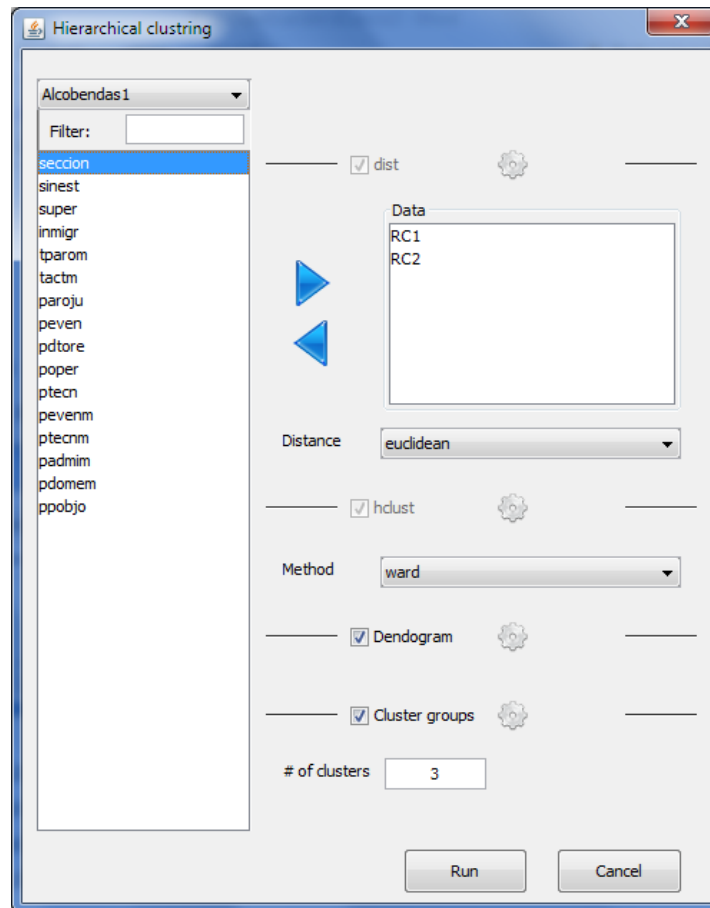 Hierarchical clustring
Alcobendas1
Filter:
seccion
sinest
super
inmigr
tparom
tactm
paroju
peven
pdtore
poper
ptecn
pevenm
ptecnm
padmim
pdomem
ppobjo
dist
Data
RC1
RC2
Distance
euclidean
hclust
Method
ward
Dendogram
Cluster groups
# of clusters
3
Run
Cancel